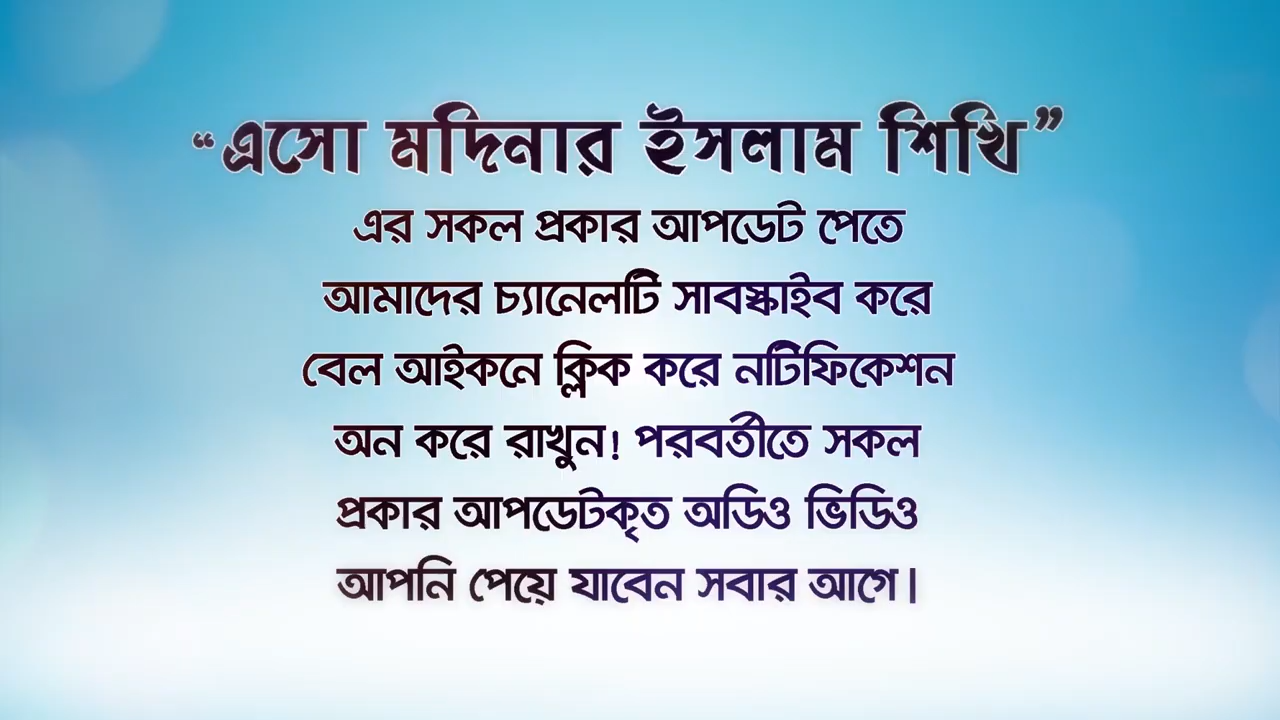 “এসো মদিনার ইসলাম শিখি”
এর সকল প্রকার আপডেট পেতে
আমাদের চ্যানেলটি সাবস্কাইব করে
বেল আইকনে ক্লিক করে নটিফিকেশন
অন করে রাখুন! পরবর্তীতে সকল
প্রকার আপডেটকৃত অডিও ভিডিও
আপনি পেয়ে যাবেন সবার আগে।